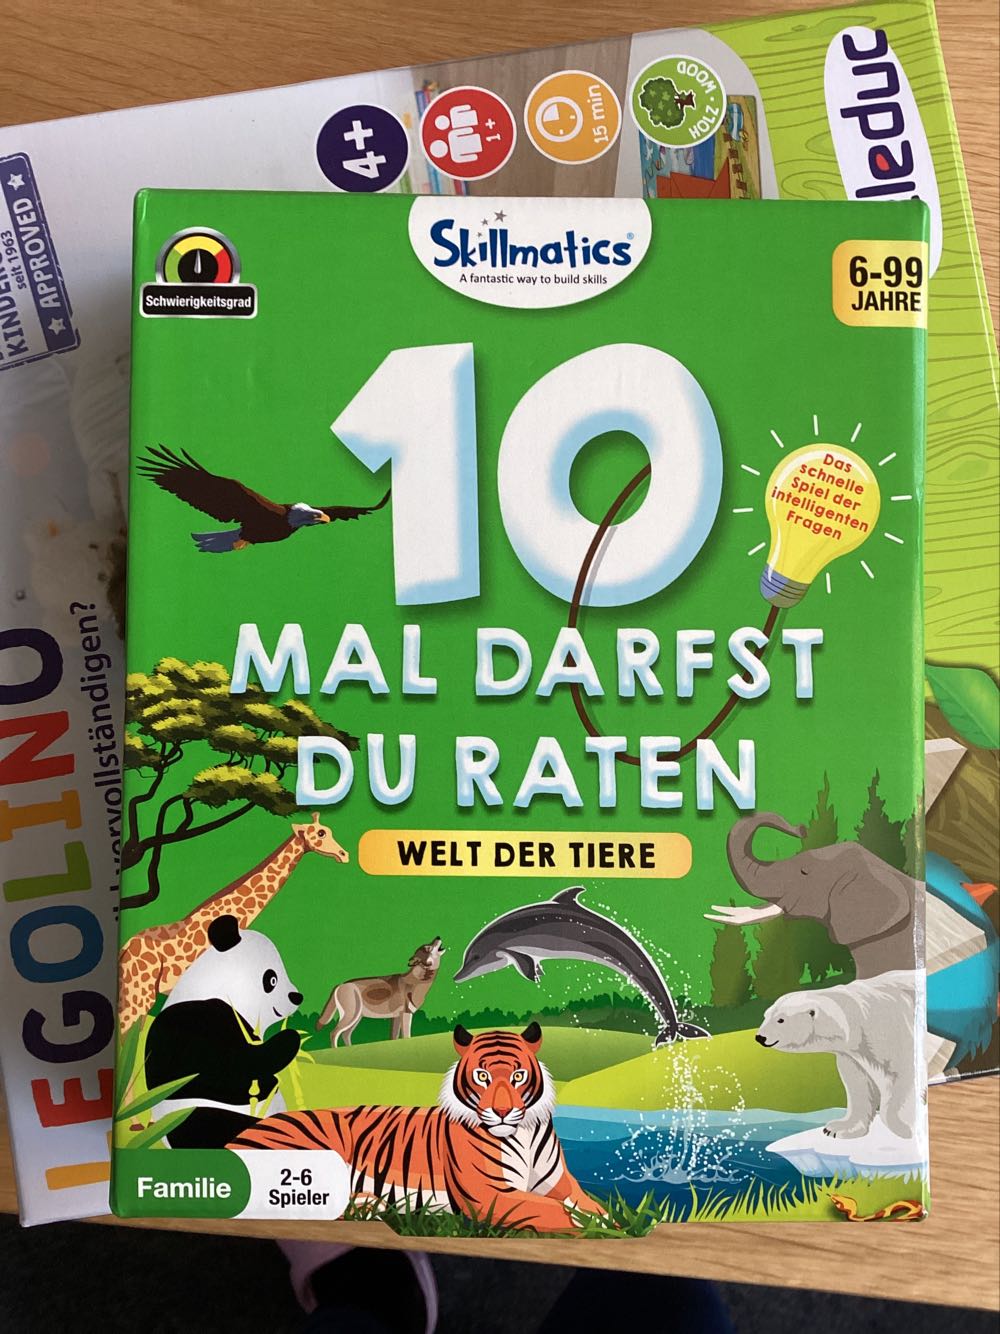 4+
1+
15 min
HOLZ · WOOD
leduc
KINDER
seit 1963
APPROVED
Skillmatics®
A fantastic way to build skills
Schwierigkeitsgrad
6-99
JAHRE
10
Das
schnelle
Spiel der
intelligenten
Fragen
MAL DARFST
DU RATEN
WELT DER TIERE
Familie
2-6
Spieler
EGOLINO
vervollständigen?